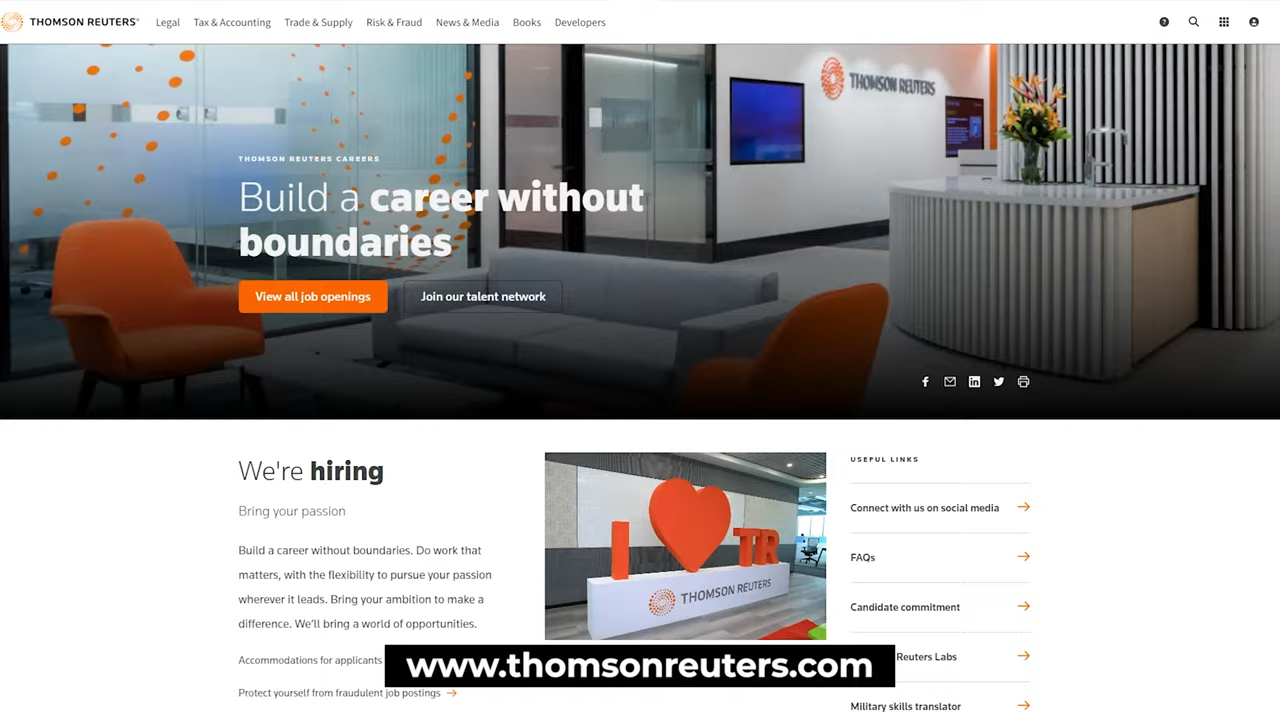 THOMSON REUTERS®
Legal
Tax & Accounting
Trade & Supply
Risk & Fraud
News & Media
Books
Developers
THOMSON REUTERS
THOMSON REUTERS CAREERS
Build a career without
boundaries
View all job openings
Join our talent network
We're hiring
Bring your passion
Build a career without boundaries. Do work that
matters, with the flexibility to pursue your passion
wherever it leads. Bring your ambition to make a
difference. We'll bring a world of opportunities.
Accommodations for applicants
Protect yourself from fraudulent job postings
I TR
THOMSON REUTERS
USEFUL LINKS
Connect with us on social media
FAQs
Candidate commitment
Reuters Labs
Military skills translator
www.thomsonreuters.com